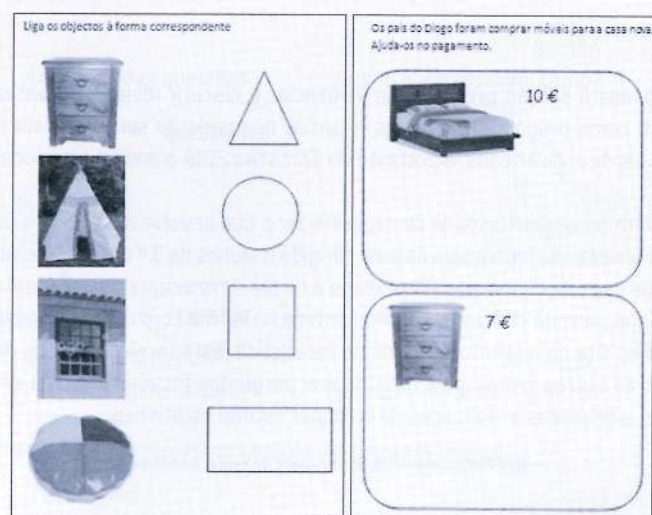 Liga os objectos à forma correspondente
Os pais do Diogo foram comprar móveis para a casa nova.
Ajuda-os no pagamento.
10 €
7 €